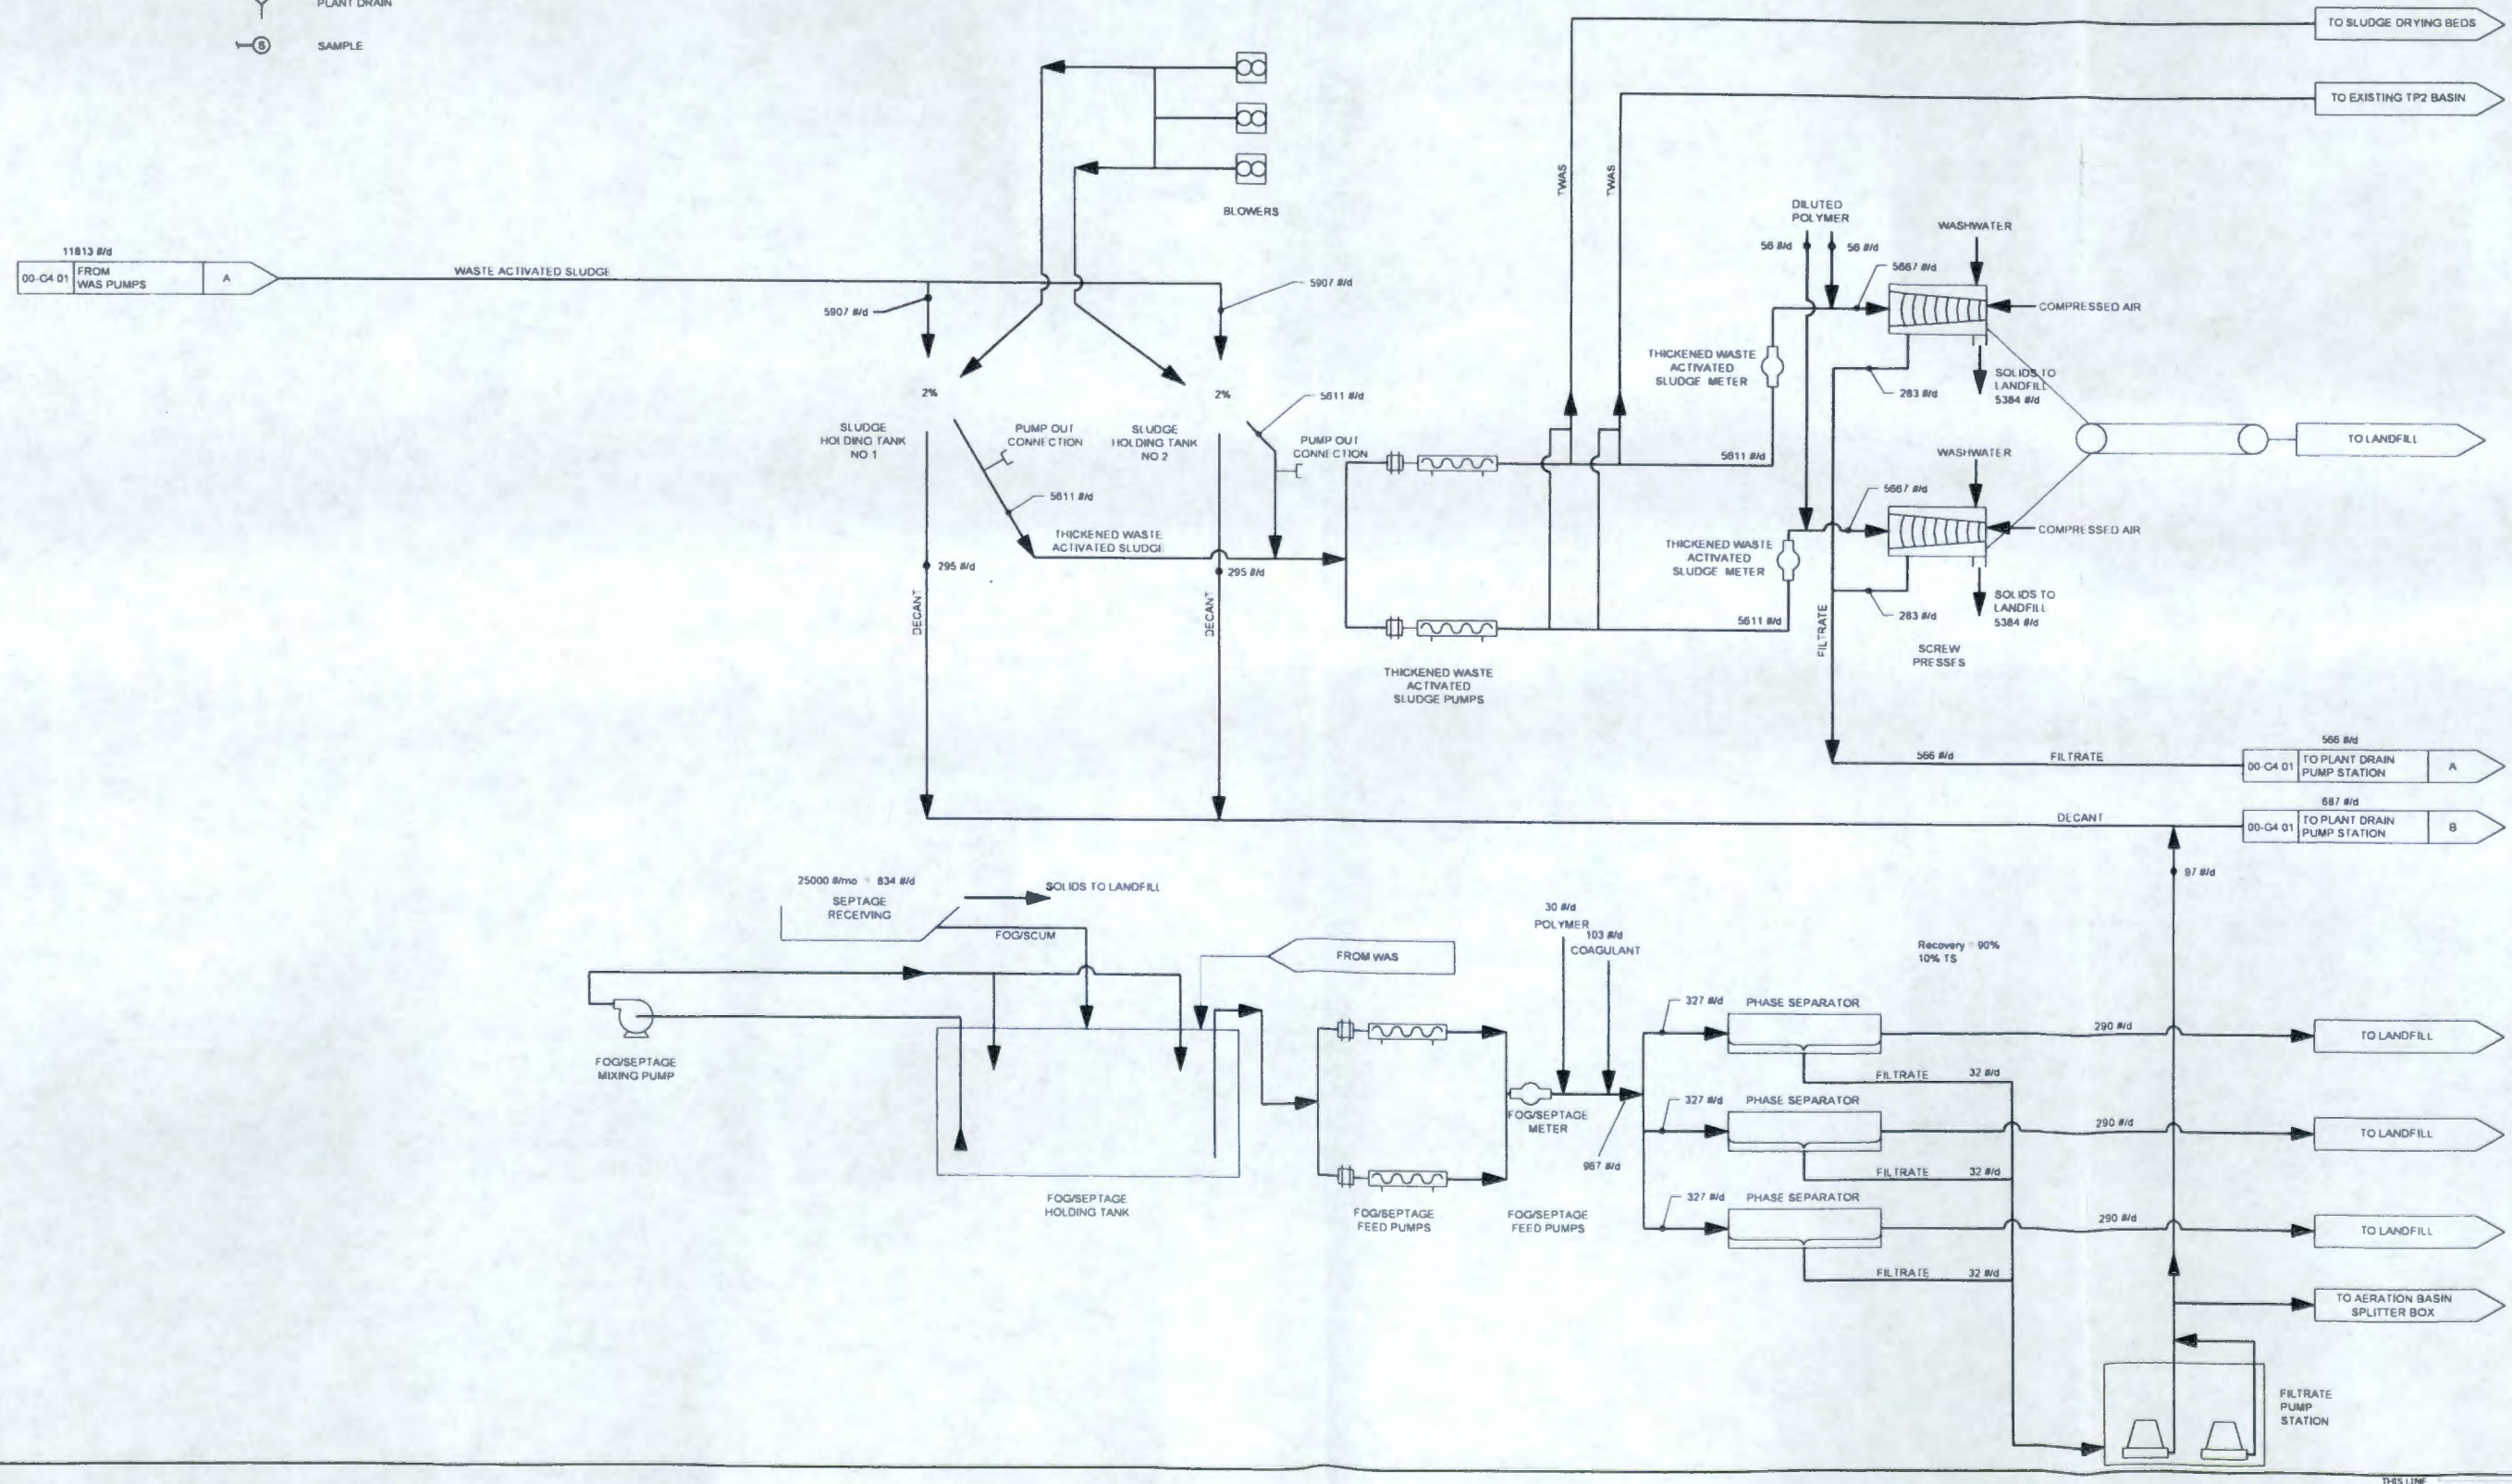 PLANT DRAIN
S
SAMPLE
TO SLUDGE DRYING BEDS
TO EXISTING TP2 BASIN
BLOWERS
TWAS
TWAS
11813 #/d
00-G4 01
FROM
WAS PUMPS
A
WASTE ACTIVATED SLUDGE
5907 #/d
5907 #/d
2%
2%
SLUDGE
HOLDING TANK
NO 1
PUMP OUT
CONNECTION
SLUDGE
HOLDING TANK
NO 2
5611 #/d
PUMP OUT
CONNECTION
5611 #/d
THICKENED WASTE
ACTIVATED SLUDGE
295 #/d
295 #/d
DECANT
DECANT
THICKENED WASTE
ACTIVATED
SLUDGE PUMPS
DILUTED
POLYMER
56 #/d
56 #/d
WASHWATER
5667 #/d
COMPRESSED AIR
THICKENED WASTE
ACTIVATED
SLUDGE METER
283 #/d
SOLIDS TO
LANDFILL
5384 #/d
TO LANDFILL
5611 #/d
WASHWATER
5667 #/d
COMPRESSED AIR
THICKENED WASTE
ACTIVATED
SLUDGE METER
5611 #/d
283 #/d
SOLIDS TO
LANDFILL
5384 #/d
FILTRATE
SCREW
PRESSES
566 #/d
FILTRATE
566 #/d
00-G4 01
TO PLANT DRAIN
PUMP STATION
A
687 #/d
DECANT
00-G4 01
TO PLANT DRAIN
PUMP STATION
B
97 #/d
25000 #/mo = 834 #/d
SEPTAGE
RECEIVING
SOLIDS TO LANDFILL
FOG/SCUM
FROM WAS
FOG/SEPTAGE
MIXING PUMP
FOG/SEPTAGE
HOLDING TANK
FOG/SEPTAGE
FEED PUMPS
30 #/d
POLYMER
103 #/d
COAGULANT
FOG/SEPTAGE
METER
967 #/d
FOG/SEPTAGE
FEED PUMPS
Recovery = 90%
10% TS
327 #/d
PHASE SEPARATOR
290 #/d
TO LANDFILL
FILTRATE
32 #/d
327 #/d
PHASE SEPARATOR
290 #/d
TO LANDFILL
FILTRATE
32 #/d
327 #/d
PHASE SEPARATOR
290 #/d
TO LANDFILL
FILTRATE
32 #/d
TO AERATION BASIN
SPLITTER BOX
FILTRATE
PUMP
STATION
THIS LINE